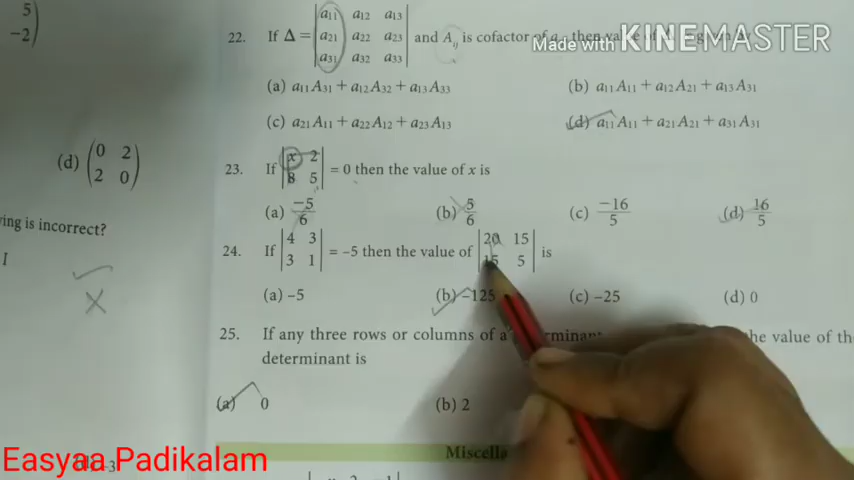 5
-2
22. If Δ = | a11 a12 a13 | and Aij is cofactor of a
| a21 a22 a23 |
| a31 a32 a33 |
Made with KINEMASTER
(a) a11A31 + a12A32 + a13A33 (b) a11A11 + a12A21 + a13A31
(c) a21A11 + a22A12 + a23A13 (d) a11A11 + a21A21 + a31A31
(d) ( 0 2 )
( 2 0 )
23. If | x 2 | = 0 then the value of x is
| 8 5 |
(a) -5/6 (b) 5/6 (c) -16/5 (d) 16/5
ing is incorrect?
I
X
24. If | 4 3 | = -5 then the value of | 20 15 | is
| 3 1 | | 15 5 |
(a) -5 (b) -125 (c) -25 (d) 0
25. If any three rows or columns of a the value of the
determinant is
(a) 0 (b) 2
Miscella
Easyaa Padikalam